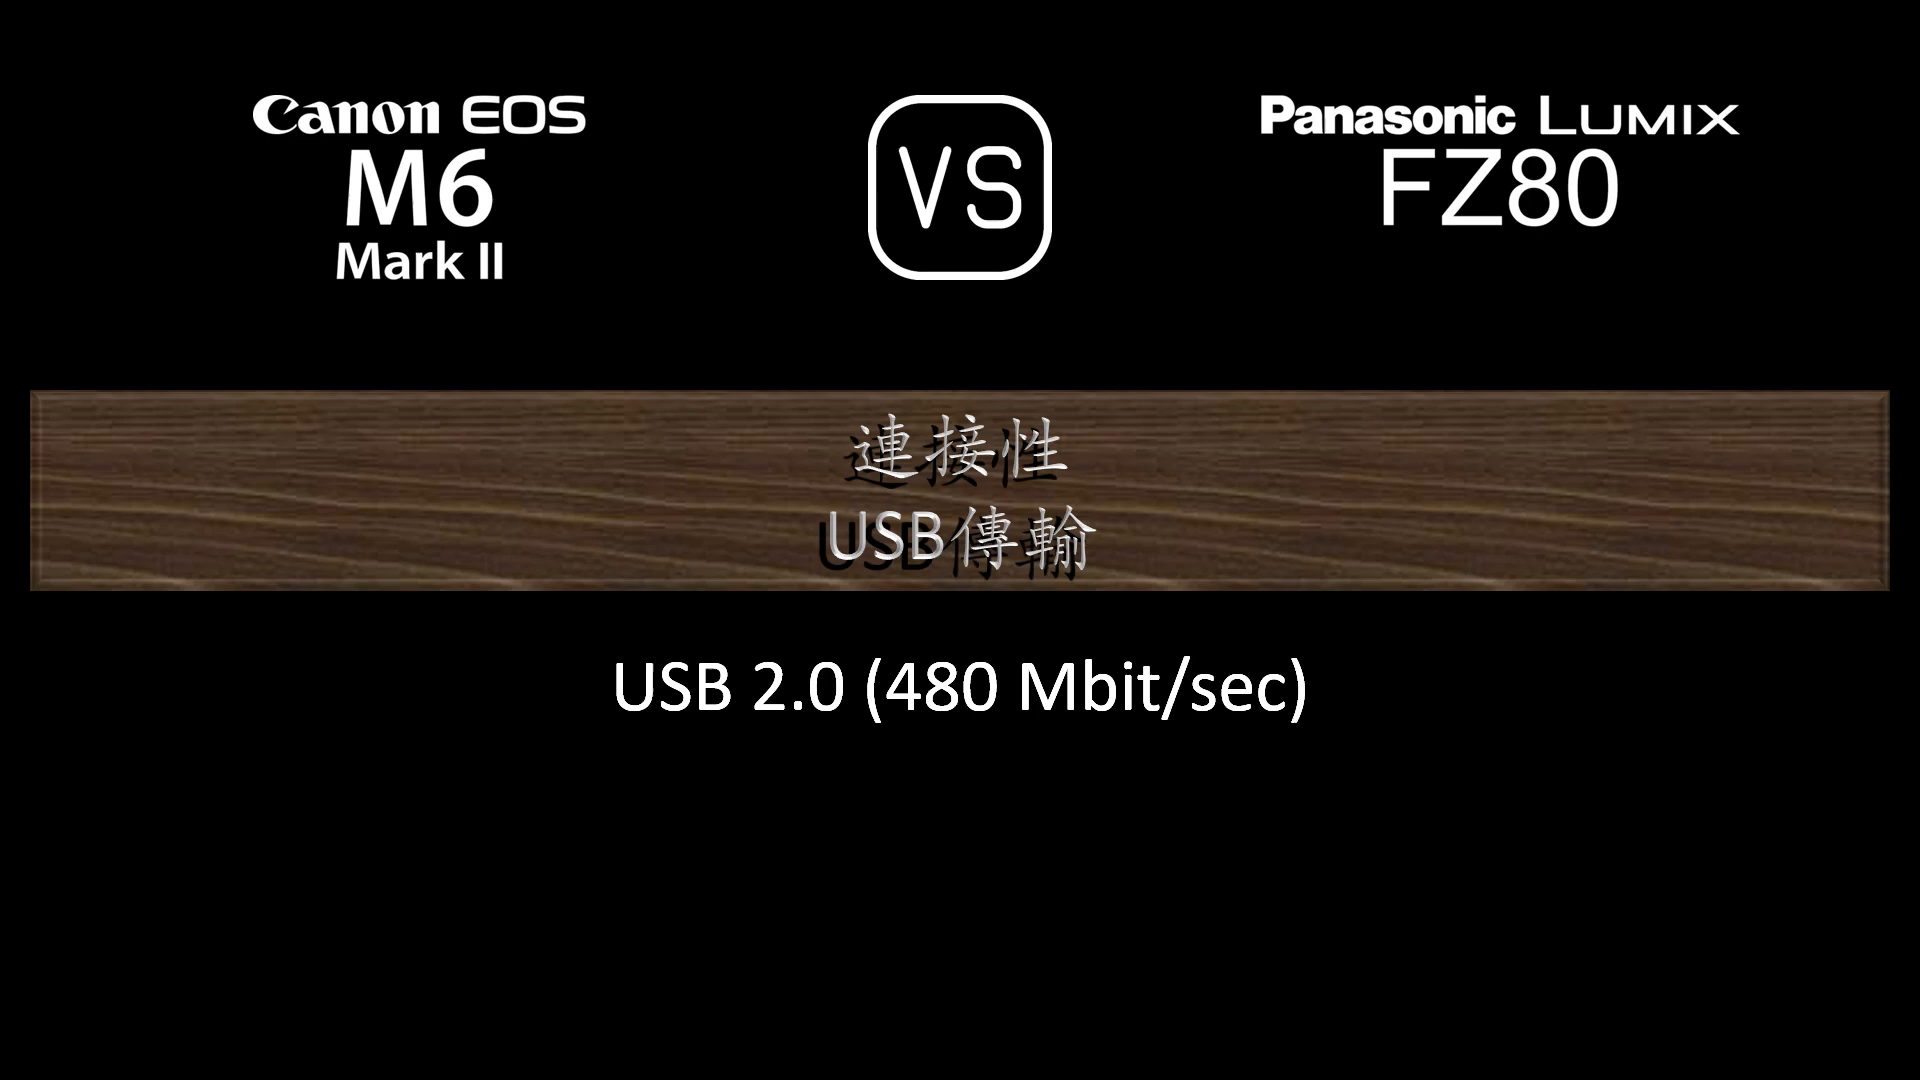 Canon EOS
M6
Mark II
VS
Panasonic LUMIX
FZ80
連接性
USB傳輸
USB 2.0 (480 Mbit/sec)